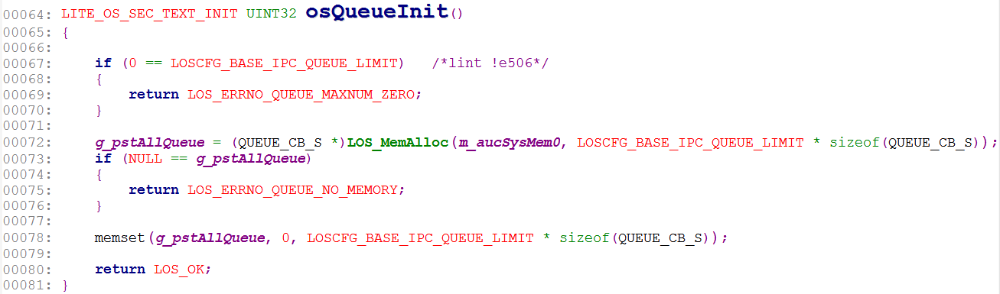 00064: LITE_OS_SEC_TEXT_INIT UINT32 osQueueInit()
00065: {
00066:
00067:     if (0 == LOSCFG_BASE_IPC_QUEUE_LIMIT)   /*lint !e506*/
00068:     {
00069:         return LOS_ERRNO_QUEUE_MAXNUM_ZERO;
00070:     }
00071:
00072:     g_pstAllQueue = (QUEUE_CB_S *)LOS_MemAlloc(m_aucSysMem0, LOSCFG_BASE_IPC_QUEUE_LIMIT * sizeof(QUEUE_CB_S));
00073:     if (NULL == g_pstAllQueue)
00074:     {
00075:         return LOS_ERRNO_QUEUE_NO_MEMORY;
00076:     }
00077:
00078:     memset(g_pstAllQueue, 0, LOSCFG_BASE_IPC_QUEUE_LIMIT * sizeof(QUEUE_CB_S));
00079:
00080:     return LOS_OK;
00081: }